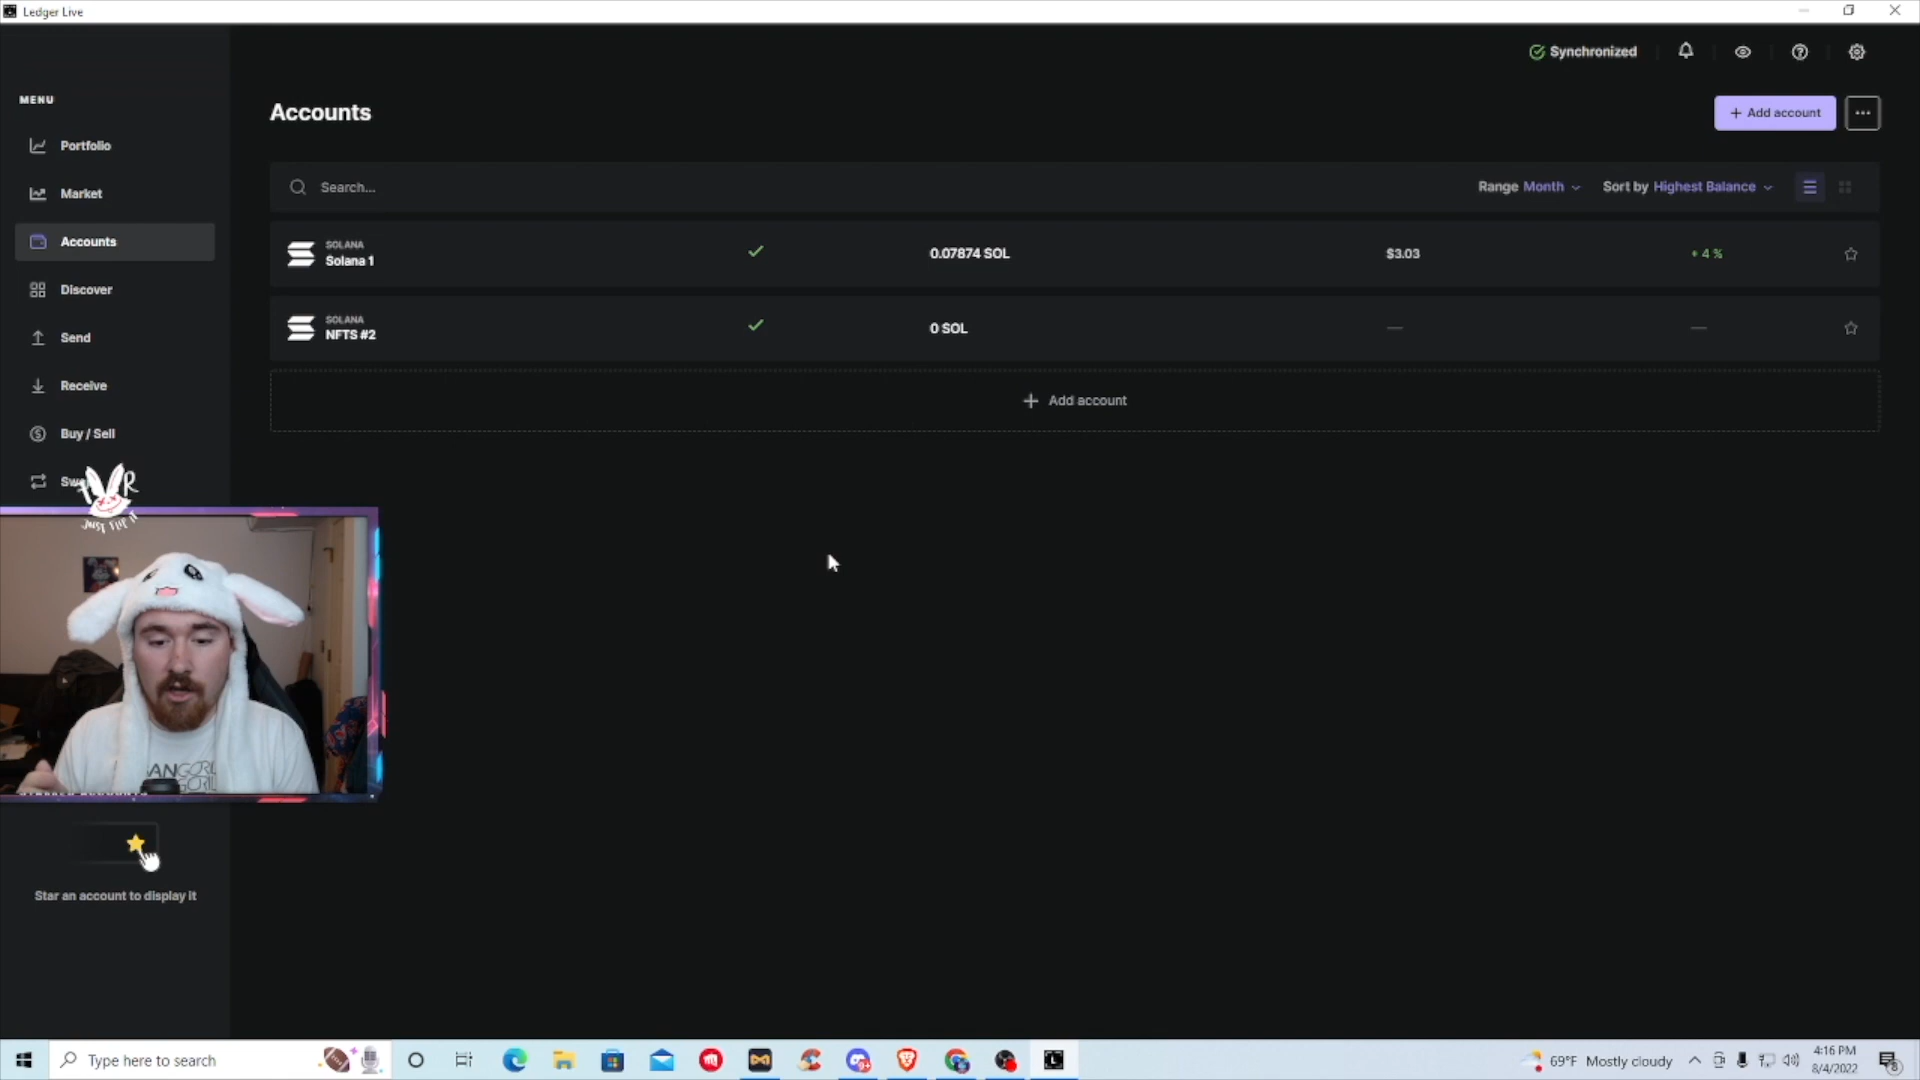 Ledger Live
Synchronized
MENU
Accounts
+ Add account
Portfolio
Market
Search...
Range Month
Sort by Highest Balance
Accounts
SOLANA
Solana 1
0.07874 SOL
$3.03
+ 4 %
Discover
SOLANA
NFTS #2
0 SOL
—
—
Send
Receive
+ Add account
Buy / Sell
JUST FLIP IT
Star an account to display it
Type here to search
69°F Mostly cloudy
4:16 PM
8/4/2022